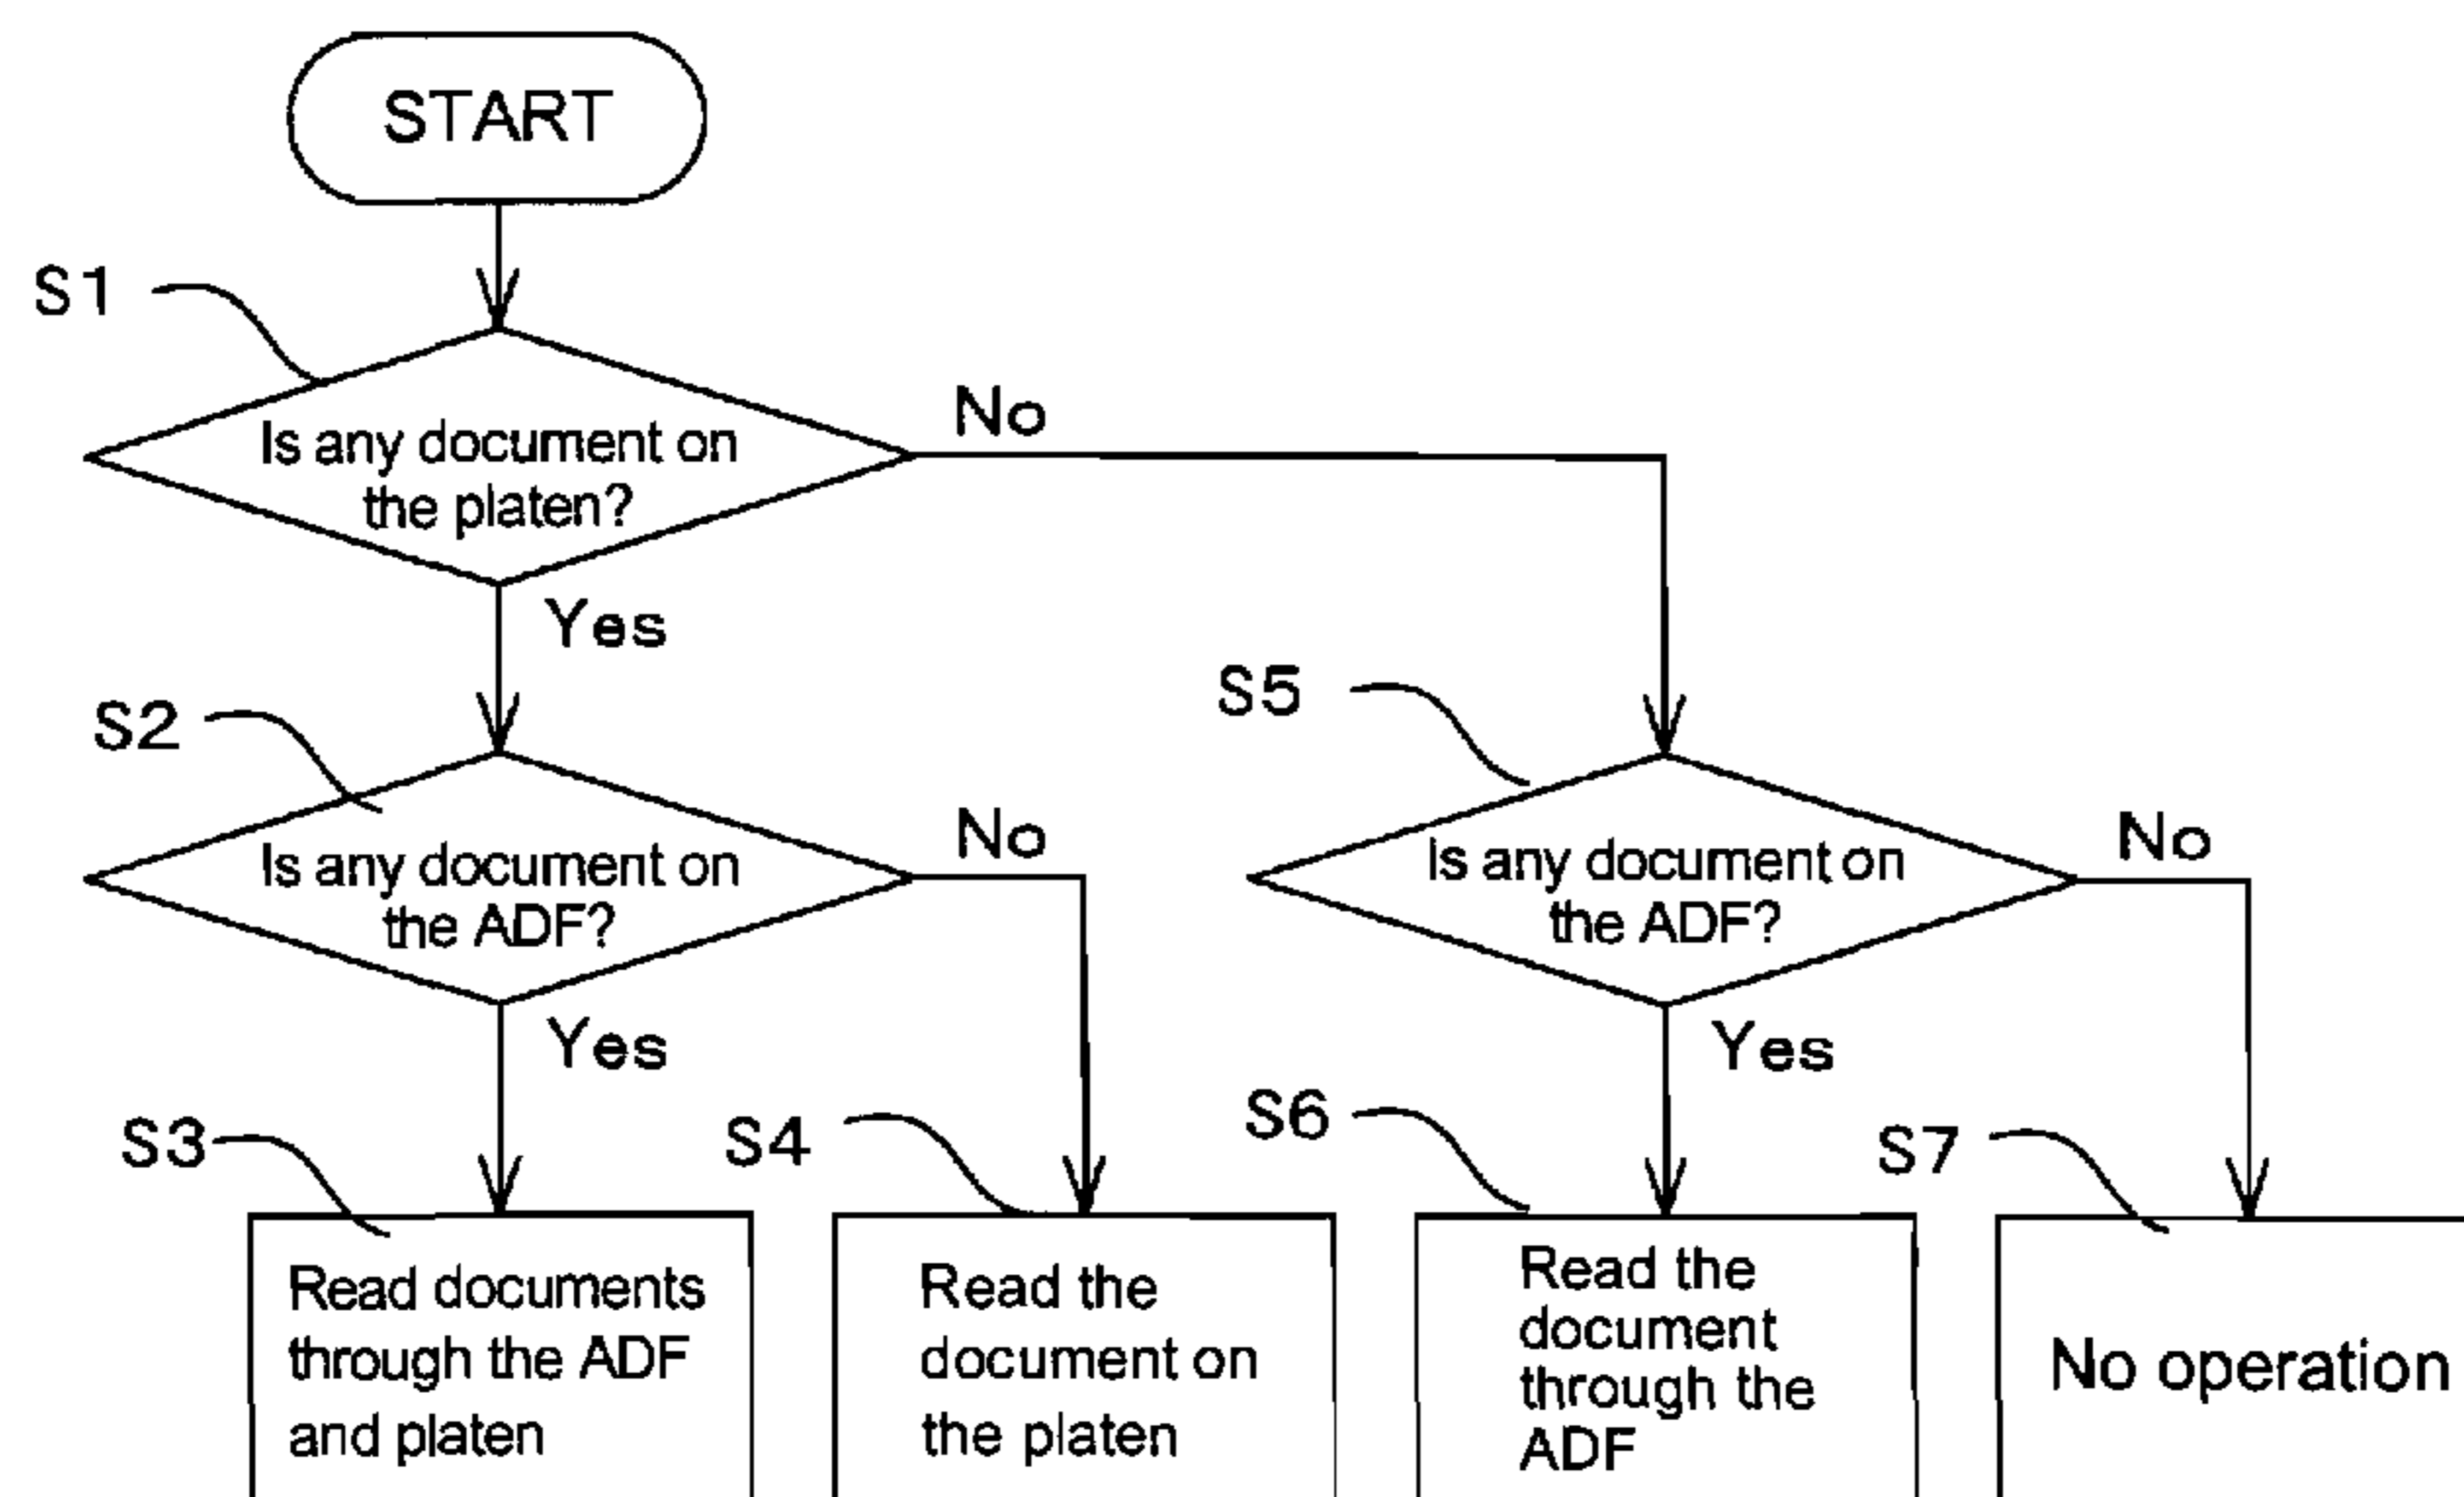 START
S1
Is any document on
the platen?
No
Yes
S2
Is any document on
the ADF?
No
Yes
S5
Is any document on
the ADF?
No
Yes
S3
Read documents
through the ADF
and platen
S4
Read the
document on
the platen
S6
Read the
document
through the
ADF
S7
No operation